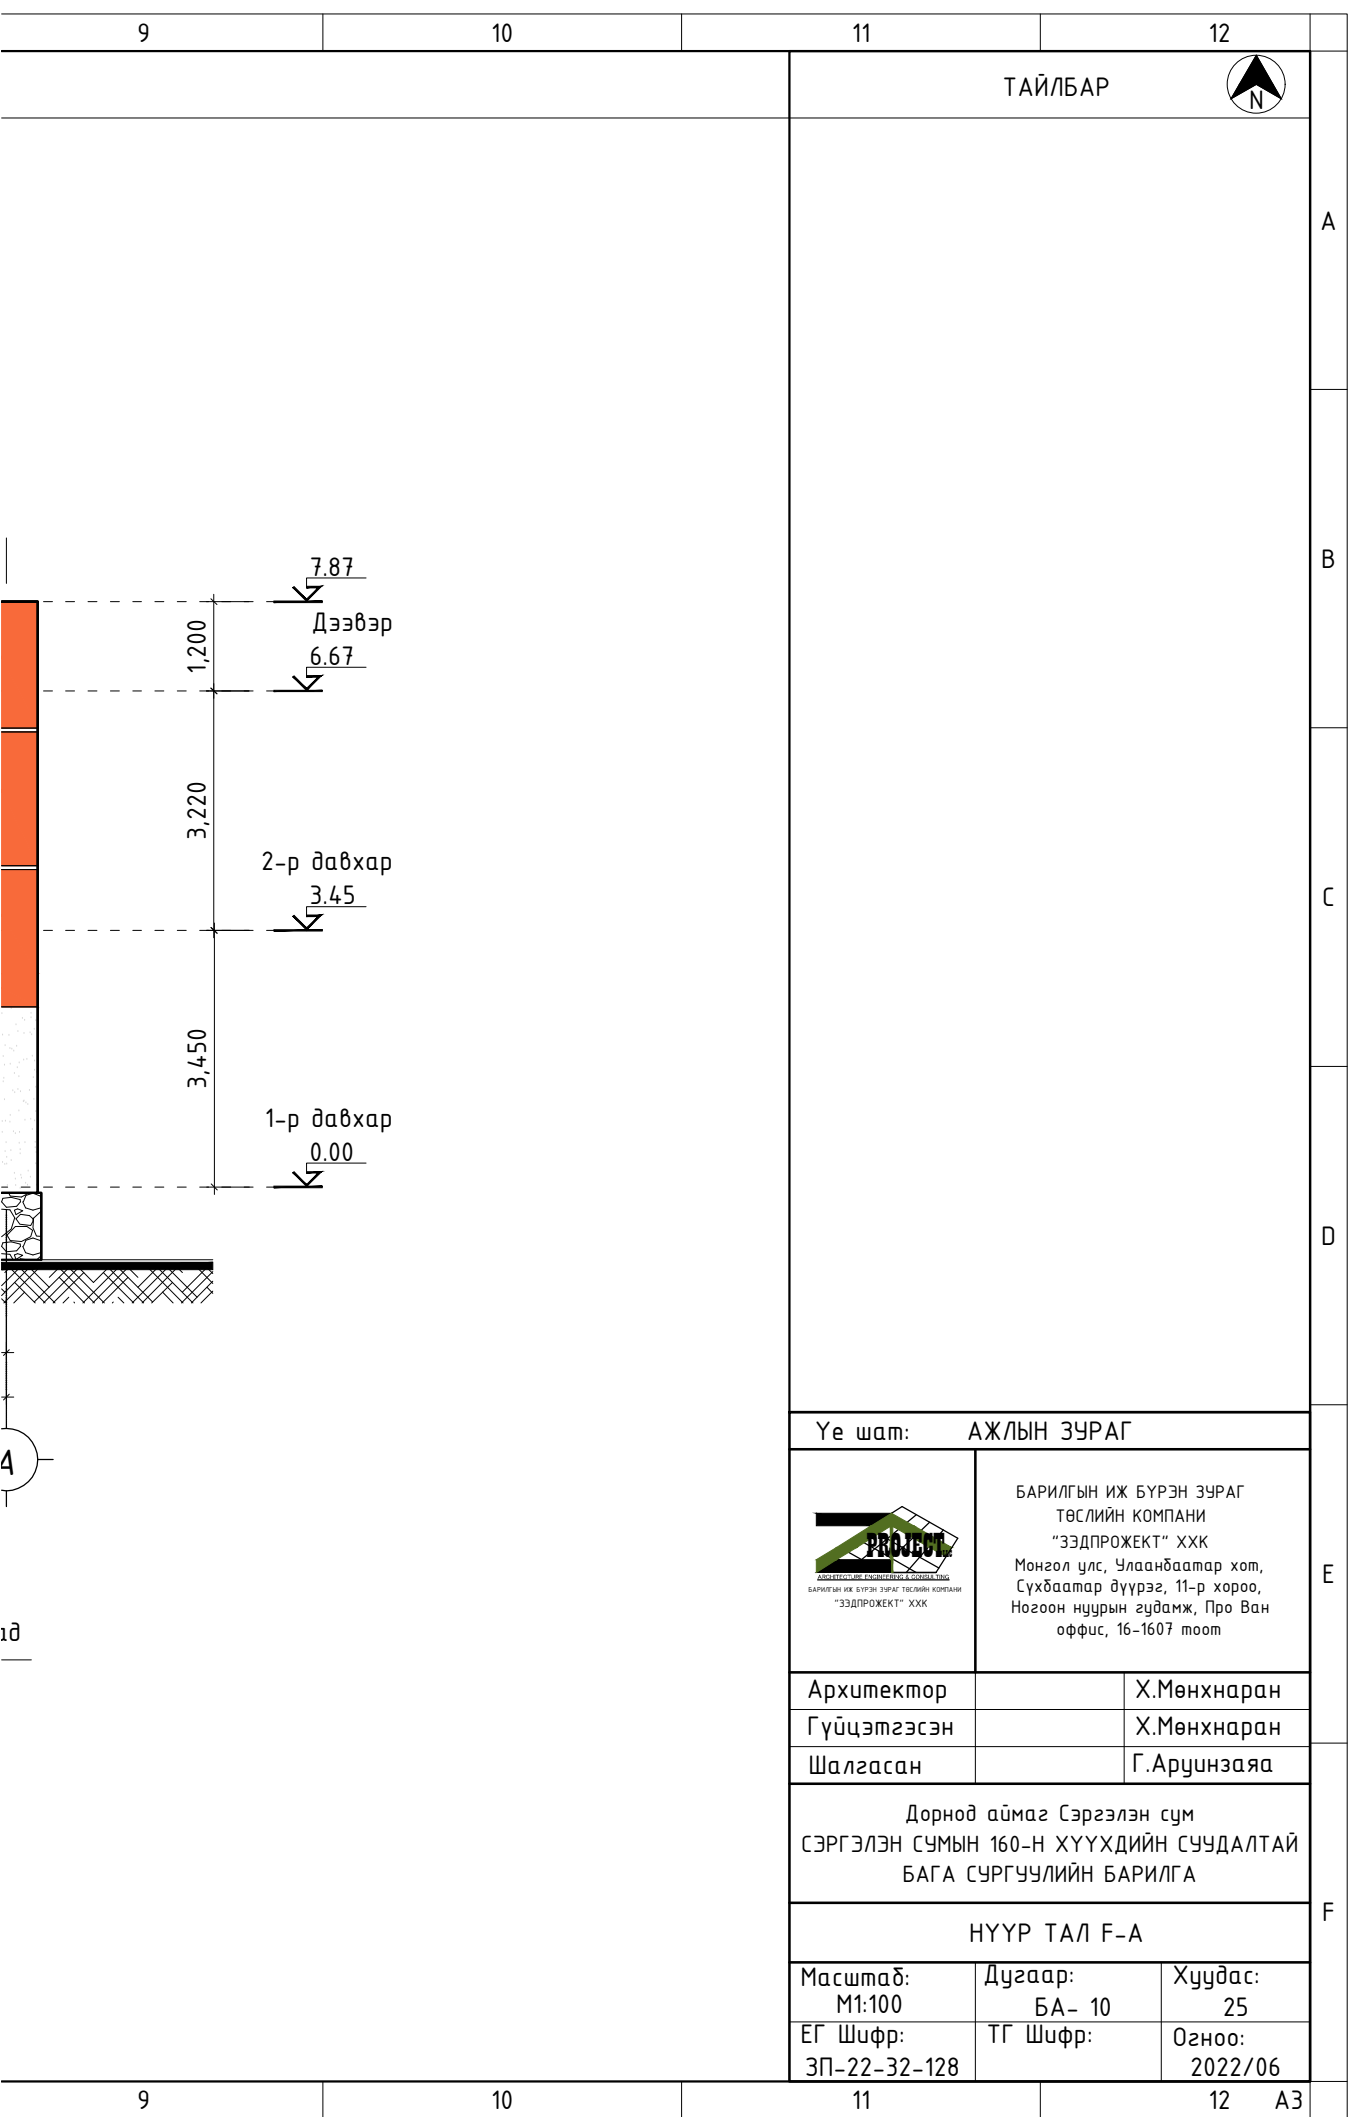 9 10 11 12
ТАЙЛБАР
N
A
B
C
D
E
F
7.87
Дээвэр
6.67
1,200
3,220
2-р давхар
3.45
3,450
1-р давхар
0.00
A
Үе шат: АЖЛЫН ЗУРАГ
PROJECT
ARCHITECTURE ENGINEERING & CONSULTING
БАРИЛГЫН ИЖ БҮРЭН ЗУРАГ ТӨСЛИЙН КОМПАНИ
"ЗЭДПРОЖЕКТ" ХХК
БАРИЛГЫН ИЖ БҮРЭН ЗУРАГ
ТӨСЛИЙН КОМПАНИ
"ЗЭДПРОЖЕКТ" ХХК
Монгол улс, Улаанбаатар хот,
Сүхбаатар дүүрэг, 11-р хороо,
Ногоон нуурын гудамж, Про Ван
оффис, 16-1607 тоот
Архитектор Х.Мөнхнаран
Гүйцэтгэсэн Х.Мөнхнаран
Шалгасан Г.Аруинзаяа
Дорнод аймаг Сэргэлэн сум
СЭРГЭЛЭН СУМЫН 160-Н ХҮҮХДИЙН СУУДАЛТАЙ
БАГА СУРГУУЛИЙН БАРИЛГА
НҮҮР ТАЛ F-A
Масштаб: Дугаар: Хуудас:
М1:100 БА- 10 25
ЕГ Шифр: ТГ Шифр: Огноо:
ЗП-22-32-128 2022/06
9 10 11 12 A3